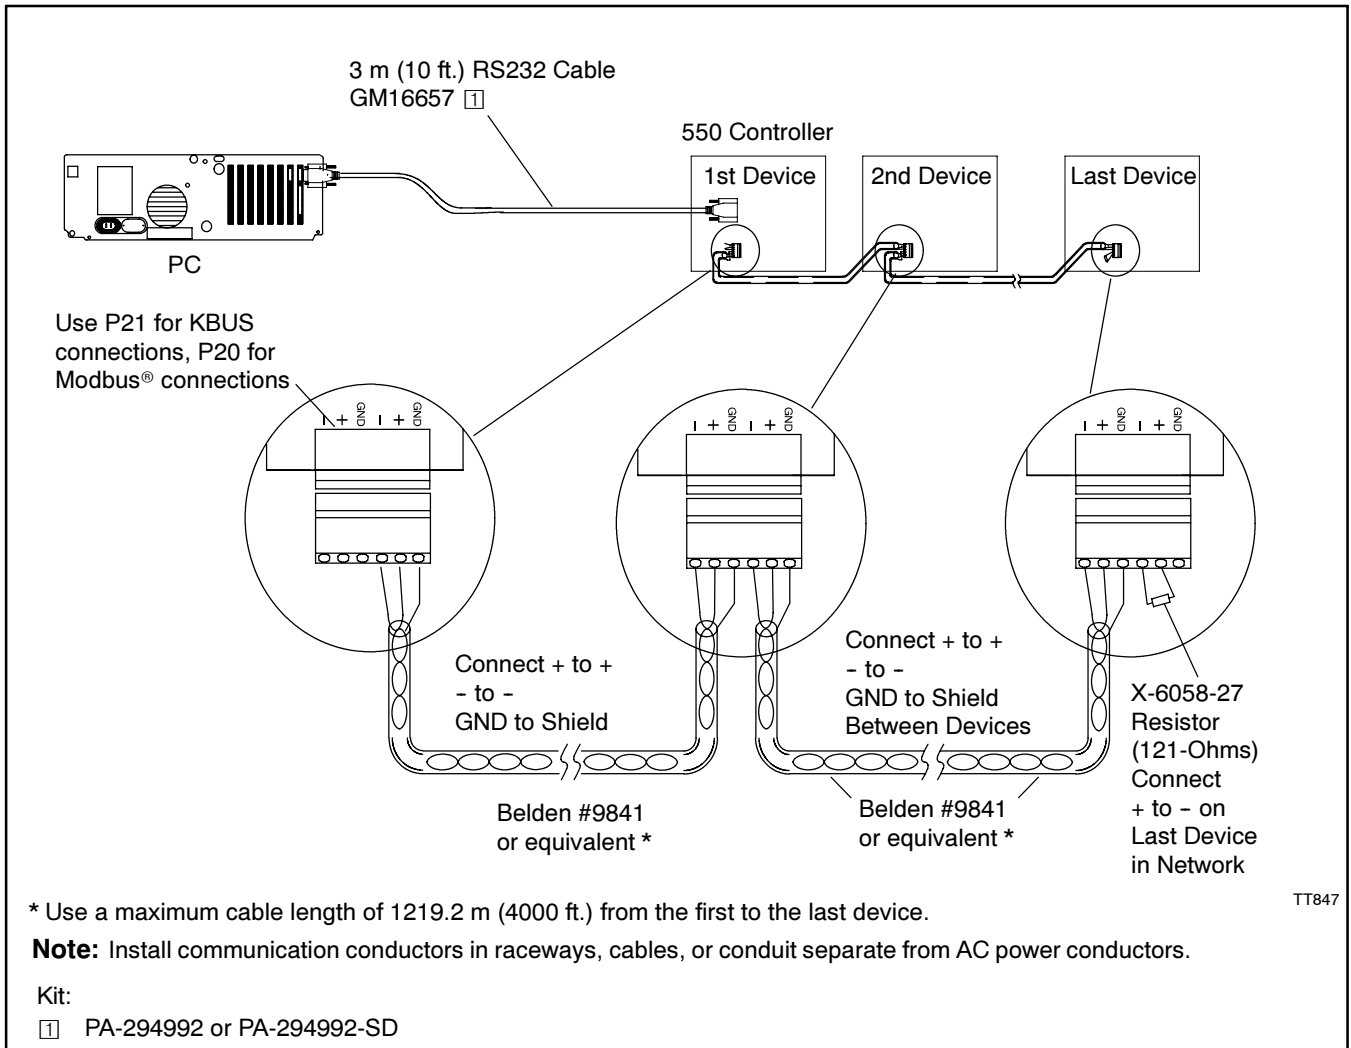 3 m (10 ft.) RS232 Cable
GM16657 1
550 Controller
1st Device
2nd Device
Last Device
PC
Use P21 for KBUS
connections, P20 for
Modbus® connections
- + GND - + GND
- + GND - + GND
- + GND - + GND
Connect + to +
- to -
GND to Shield
Connect + to +
- to -
GND to Shield
Between Devices
X-6058-27
Resistor
(121-Ohms)
Connect
+ to - on
Last Device
in Network
Belden #9841
or equivalent *
Belden #9841
or equivalent *
TT847
* Use a maximum cable length of 1219.2 m (4000 ft.) from the first to the last device.
Note: Install communication conductors in raceways, cables, or conduit separate from AC power conductors.
Kit:
1 PA-294992 or PA-294992-SD